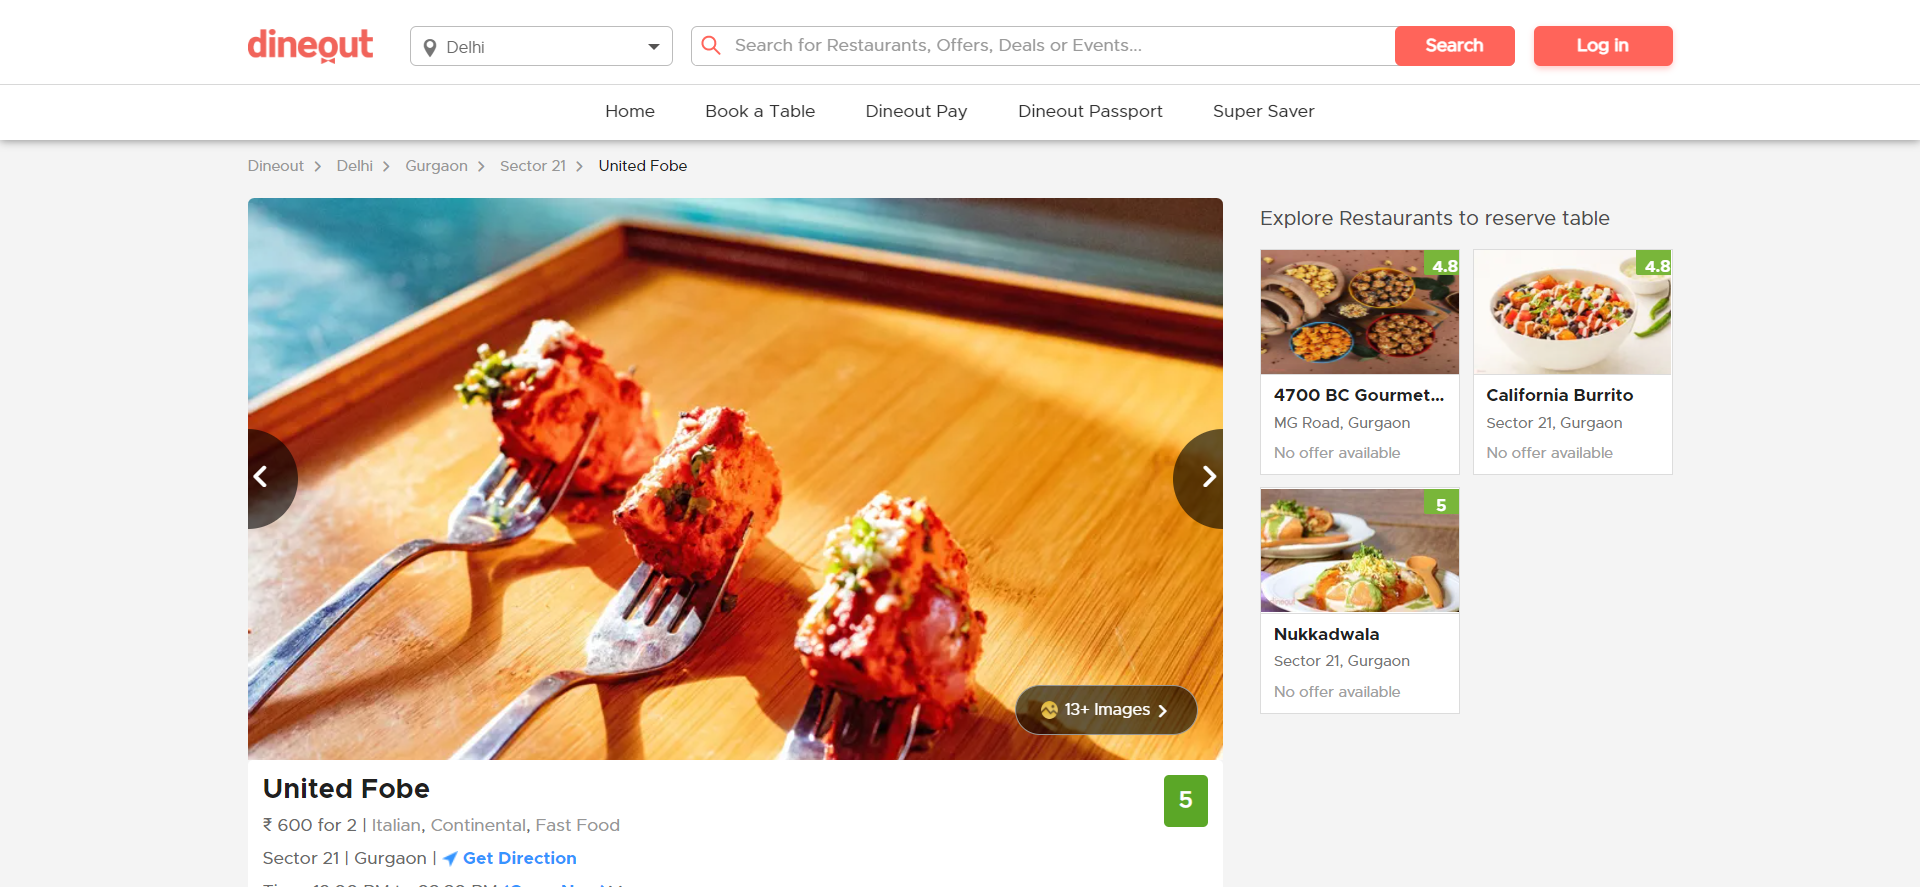 dineout
Delhi
Search for Restaurants, Offers, Deals or Events...
Search
Log in
Home
Book a Table
Dineout Pay
Dineout Passport
Super Saver
Dineout > Delhi > Gurgaon > Sector 21 > United Fobe
13+ Images
United Fobe
5
₹ 600 for 2 | Italian, Continental, Fast Food
Sector 21 | Gurgaon | Get Direction
Explore Restaurants to reserve table
4.8
4700 BC Gourmet...
MG Road, Gurgaon
No offer available
4.8
California Burrito
Sector 21, Gurgaon
No offer available
5
Nukkadwala
Sector 21, Gurgaon
No offer available